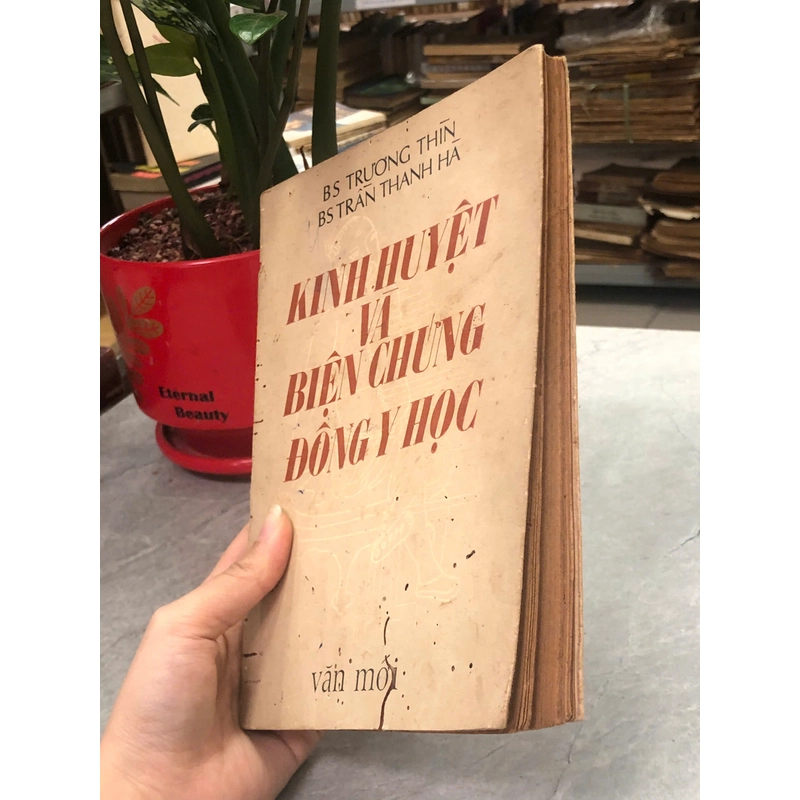 BS TRƯƠNG THÌN
BS TRẦN THANH HÀ
KINH HUYỆT
VÀ
BIỆN CHỨNG
ĐÔNG Y HỌC
văn mới
Eternal
Beauty